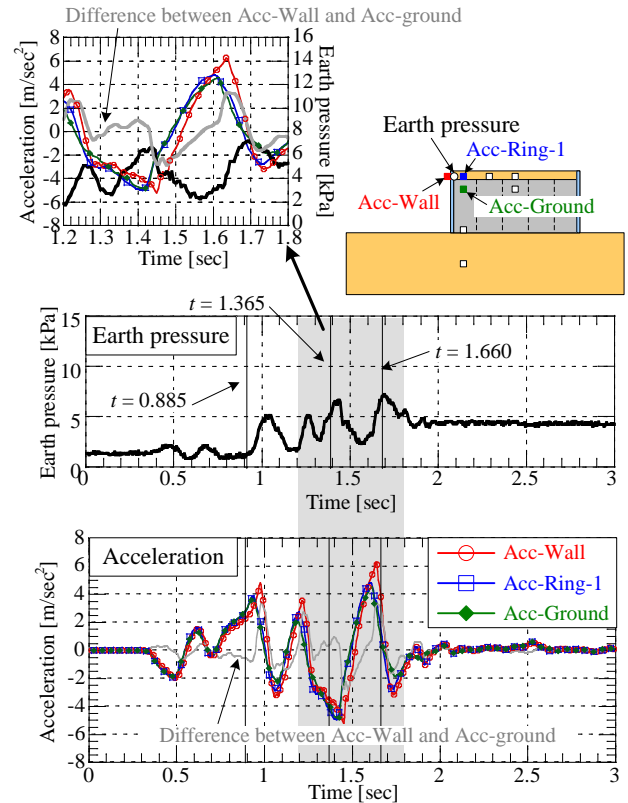 Difference between Acc-Wall and Acc-ground
Acceleration [m/sec²]
6
4
2
0
-2
-4
-6
-8
16
14
12
10
8
6
4
2
0
Earth pressure [kPa]
1.2 1.3 1.4 1.5 1.6 1.7 1.8
Time [sec]
Earth pressure
Acc-Ring-1
Acc-Wall
Acc-Ground
t = 1.365
Earth pressure [kPa]
15
10
5
0
Earth pressure
t = 1.660
t = 0.885
0 0.5 1 1.5 2 2.5 3
Time [sec]
Acceleration [m/sec²]
8
6
4
2
0
-2
-4
-6
-8
Acceleration
Acc-Wall
Acc-Ring-1
Acc-Ground
Difference between Acc-Wall and Acc-ground
0 0.5 1 1.5 2 2.5 3
Time [sec]